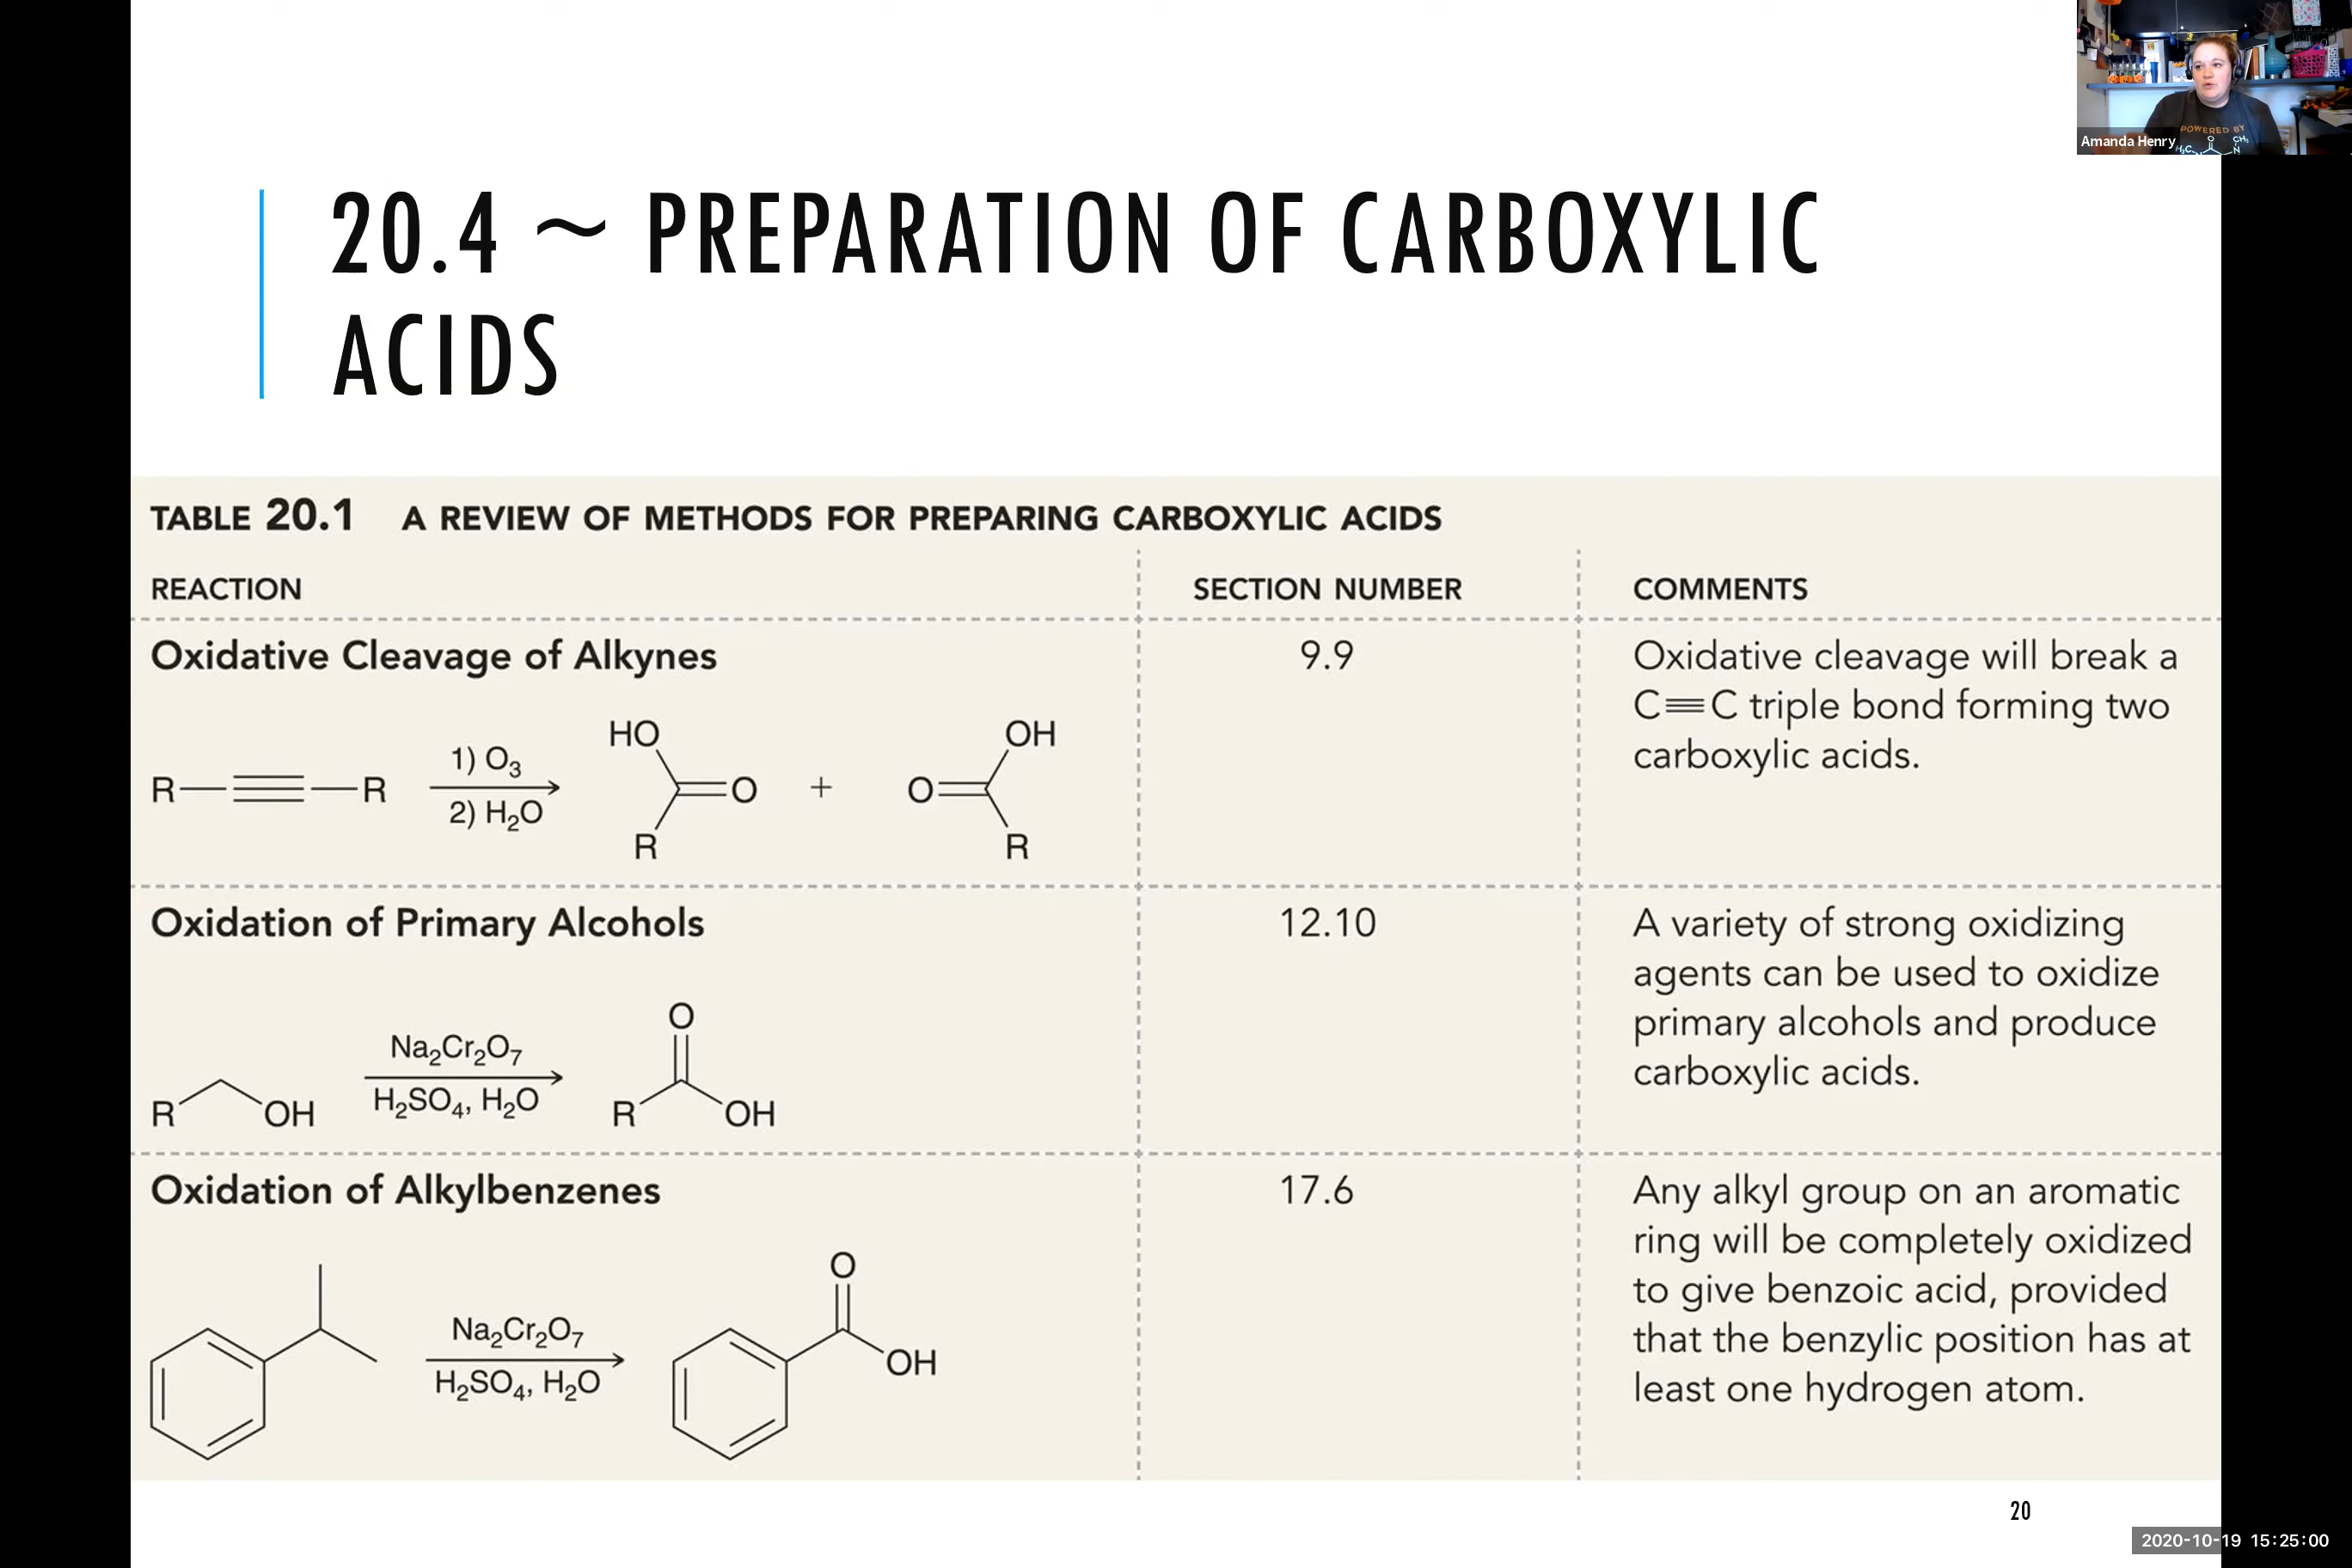 20.4 ~ PREPARATION OF CARBOXYLIC
ACIDS
Amanda Henry
POWERED BY
H₃C
O
CH₃
N
TABLE 20.1 A REVIEW OF METHODS FOR PREPARING CARBOXYLIC ACIDS
REACTION SECTION NUMBER COMMENTS
Oxidative Cleavage of Alkynes
9.9
Oxidative cleavage will break a
C≡C triple bond forming two
carboxylic acids.
R R
1) O₃
2) H₂O
HO
O
R
+
OH
O
R
Oxidation of Primary Alcohols
12.10
A variety of strong oxidizing
agents can be used to oxidize
primary alcohols and produce
carboxylic acids.
R OH
Na₂Cr₂O₇
H₂SO₄, H₂O
O
R OH
Oxidation of Alkylbenzenes
17.6
Any alkyl group on an aromatic
ring will be completely oxidized
to give benzoic acid, provided
that the benzylic position has at
least one hydrogen atom.
Na₂Cr₂O₇
H₂SO₄, H₂O
O
OH
20
2020-10-19 15:25:00